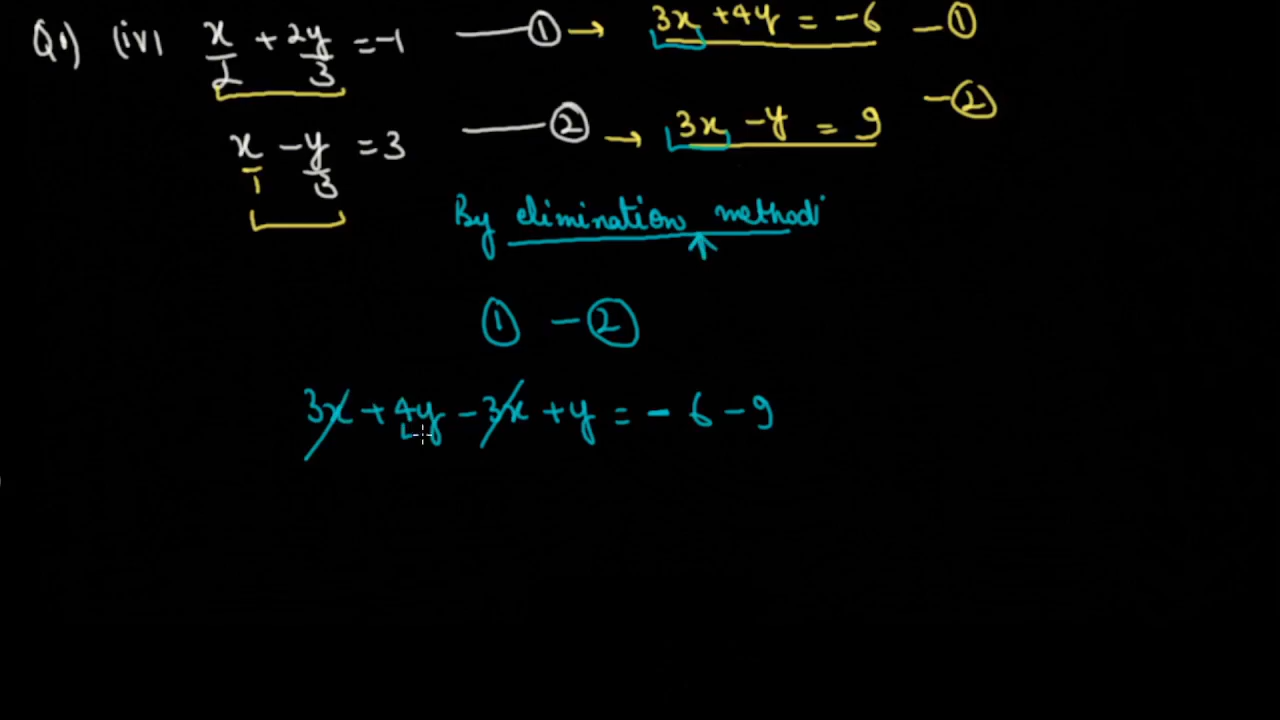 Q1) (iv) x/2 + 2y/3 = -1 —— ① → 3x + 4y = -6 — ①
x/1 - y/3 = 3 —— ② → 3x - y = 9 — ②
By elimination method
① - ②
3x + 4y - 3x + y = - 6 - 9